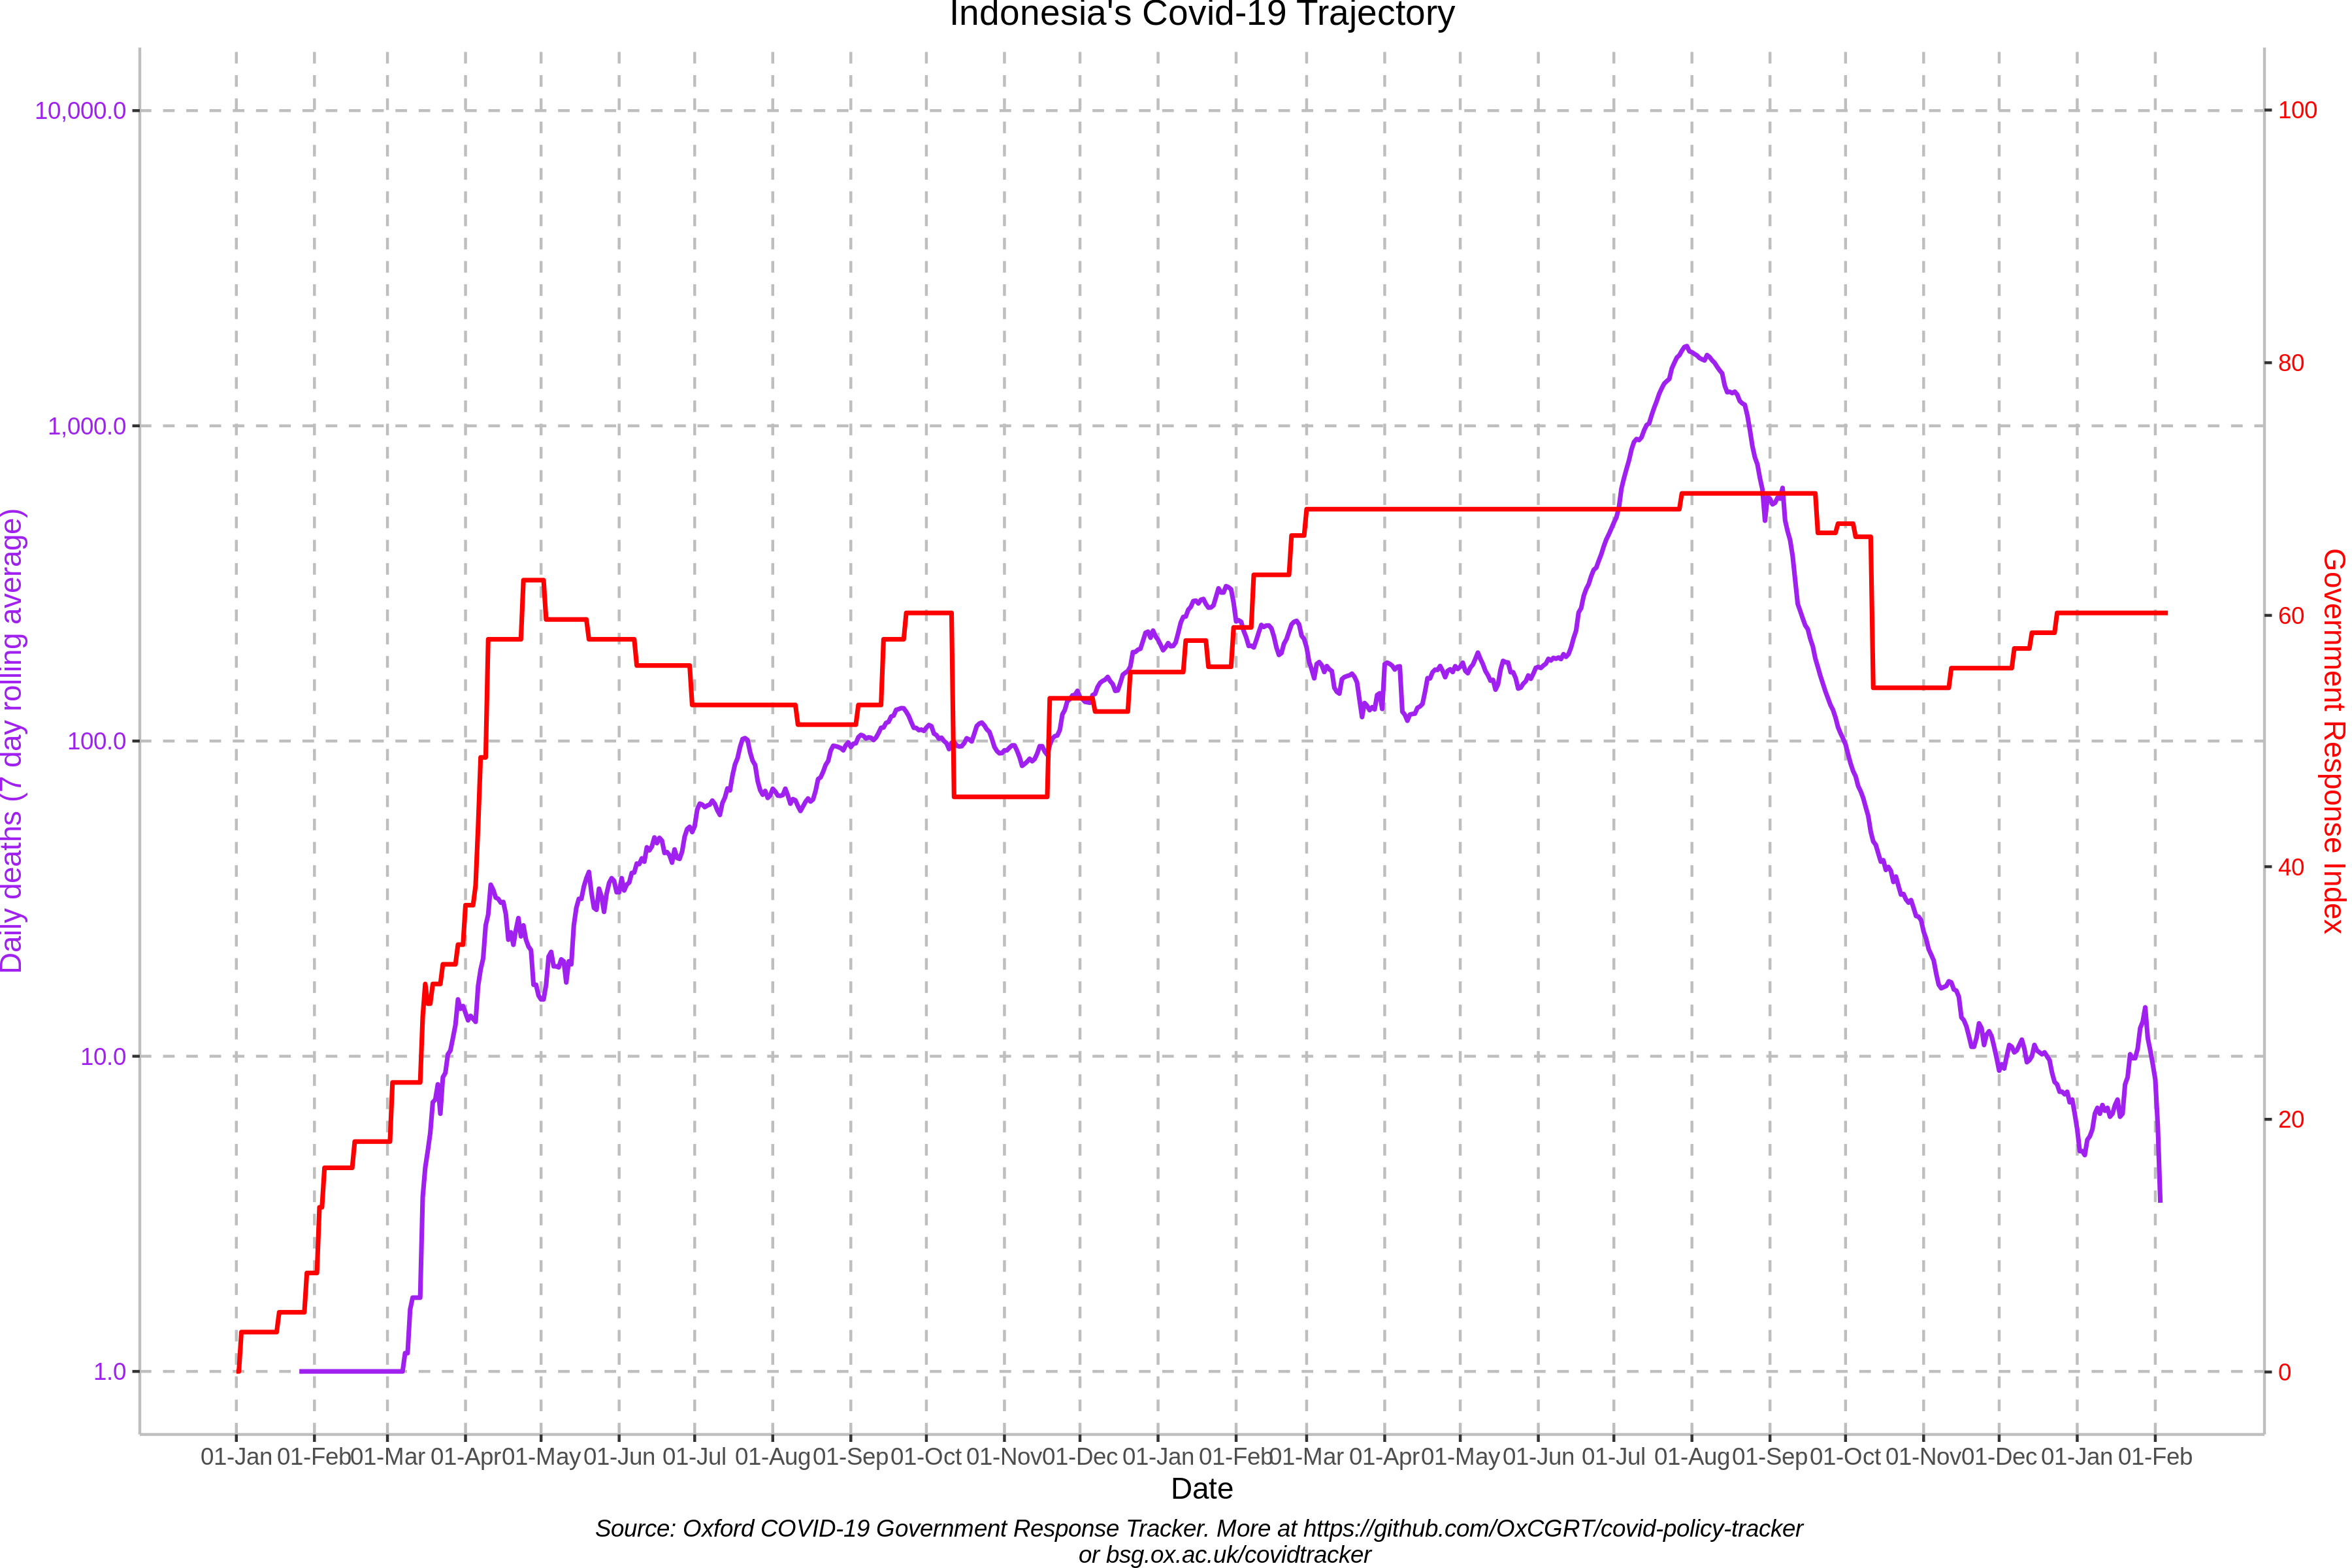 Indonesia's Covid-19 Trajectory
10,000.0
1,000.0
100.0
10.0
1.0
Daily deaths (7 day rolling average)
100
80
60
40
20
0
Government Response Index
01-Jan 01-Feb 01-Mar 01-Apr 01-May 01-Jun 01-Jul 01-Aug 01-Sep 01-Oct 01-Nov 01-Dec 01-Jan 01-Feb 01-Mar 01-Apr 01-May 01-Jun 01-Jul 01-Aug 01-Sep 01-Oct 01-Nov 01-Dec 01-Jan 01-Feb
Date
Source: Oxford COVID-19 Government Response Tracker. More at https://github.com/OxCGRT/covid-policy-tracker
or bsg.ox.ac.uk/covidtracker